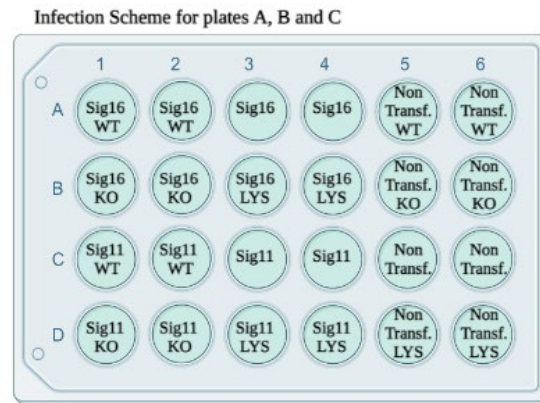 Infection Scheme for plates A, B and C
1 2 3 4 5 6
A
Sig16 WT
Sig16 WT
Sig16
Sig16
Non Transf. WT
Non Transf. WT
B
Sig16 KO
Sig16 KO
Sig16 LYS
Sig16 LYS
Non Transf. KO
Non Transf. KO
C
Sig11 WT
Sig11 WT
Sig11
Sig11
Non Transf.
Non Transf.
D
Sig11 KO
Sig11 KO
Sig11 LYS
Sig11 LYS
Non Transf. LYS
Non Transf. LYS